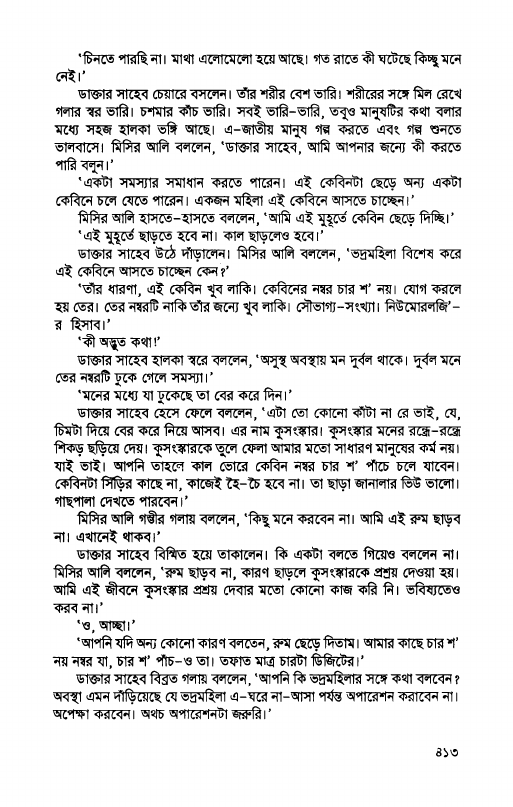 ‘চিনতে পারছি না। মাথা এলোমেলো হয়ে আছে। গত রাতে কী ঘটেছে কিচ্ছু মনে
নেই।’
ডাক্তার সাহেব চেয়ারে বসলেন। তাঁর শরীর বেশ ভারি। শরীরের সঙ্গে মিল রেখে
গলার স্বর ভারি। চশমার কাঁচ ভারি। সবই ভারি-ভারি, তবুও মানুষটির কথা বলার
মধ্যে সহজ হালকা ভঙ্গি আছে। এ-জাতীয় মানুষ গল্প করতে এবং গল্প শুনতে
ভালবাসে। মিসির আলি বললেন, ‘ডাক্তার সাহেব, আমি আপনার জন্যে কী করতে
পারি বলুন।’
‘একটা সমস্যার সমাধান করতে পারেন। এই কেবিনটা ছেড়ে অন্য একটা
কেবিনে চলে যেতে পারেন। একজন মহিলা এই কেবিনে আসতে চাচ্ছেন।’
মিসির আলি হাসতে-হাসতে বললেন, ‘আমি এই মুহূর্তে কেবিন ছেড়ে দিচ্ছি।’
‘এই মুহূর্তে ছাড়তে হবে না। কাল ছাড়লেও হবে।’
ডাক্তার সাহেব উঠে দাঁড়ালেন। মিসির আলি বললেন, ‘ভদ্রমহিলা বিশেষ করে
এই কেবিনে আসতে চাচ্ছেন কেন?’
‘তাঁর ধারণা, এই কেবিন খুব লাকি। কেবিনের নম্বর চার শ’ নয়। যোগ করলে
হয় তের। তের নম্বরটি নাকি তাঁর জন্যে খুব লাকি। সৌভাগ্য-সংখ্যা। নিউমোরলজি’-
র হিসাব।’
‘কী অদ্ভুত কথা!’
ডাক্তার সাহেব হালকা স্বরে বললেন, ‘অসুস্থ অবস্থায় মন দুর্বল থাকে। দুর্বল মনে
তের নম্বরটি ঢুকে গেলে সমস্যা।’
‘মনের মধ্যে যা ঢুকেছে তা বের করে দিন।’
ডাক্তার সাহেব হেসে ফেলে বললেন, ‘এটা তো কোনো কাঁটা না রে ভাই, যে,
চিমটা দিয়ে বের করে নিয়ে আসব। এর নাম কুসংস্কার। কুসংস্কার মনের রন্ধ্রে-রন্ধ্রে
শিকড় ছড়িয়ে দেয়। কুসংস্কারকে তুলে ফেলা আমার মতো সাধারণ মানুষের কর্ম নয়।
যাই ভাই। আপনি তাহলে কাল ভোরে কেবিন নম্বর চার শ’ পাঁচে চলে যাবেন।
কেবিনটা সিঁড়ির কাছে না, কাজেই হৈ-চৈ হবে না। তা ছাড়া জানালার ভিউ ভালো।
গাছপালা দেখতে পারবেন।’
মিসির আলি গম্ভীর গলায় বললেন, ‘কিছু মনে করবেন না। আমি এই রুম ছাড়ব
না। এখানেই থাকব।’
ডাক্তার সাহেব বিস্মিত হয়ে তাকালেন। কি একটা বলতে গিয়েও বললেন না।
মিসির আলি বললেন, ‘রুম ছাড়ব না, কারণ ছাড়লে কুসংস্কারকে প্রশ্রয় দেওয়া হয়।
আমি এই জীবনে কুসংস্কার প্রশ্রয় দেবার মতো কোনো কাজ করি নি। ভবিষ্যতেও
করব না।’
‘ও, আচ্ছা।’
‘আপনি যদি অন্য কোনো কারণ বলতেন, রুম ছেড়ে দিতাম। আমার কাছে চার শ’
নয় নম্বর যা, চার শ’ পাঁচ-ও তা। তফাত মাত্র চারটা ডিজিটের।’
ডাক্তার সাহেব বিব্রত গলায় বললেন, ‘আপনি কি ভদ্রমহিলার সঙ্গে কথা বলবেন?
অবস্থা এমন দাঁড়িয়েছে যে ভদ্রমহিলা এ-ঘরে না-আসা পর্যন্ত অপারেশন করাবেন না।
অপেক্ষা করবেন। অথচ অপারেশনটা জরুরি।’
৪১৩